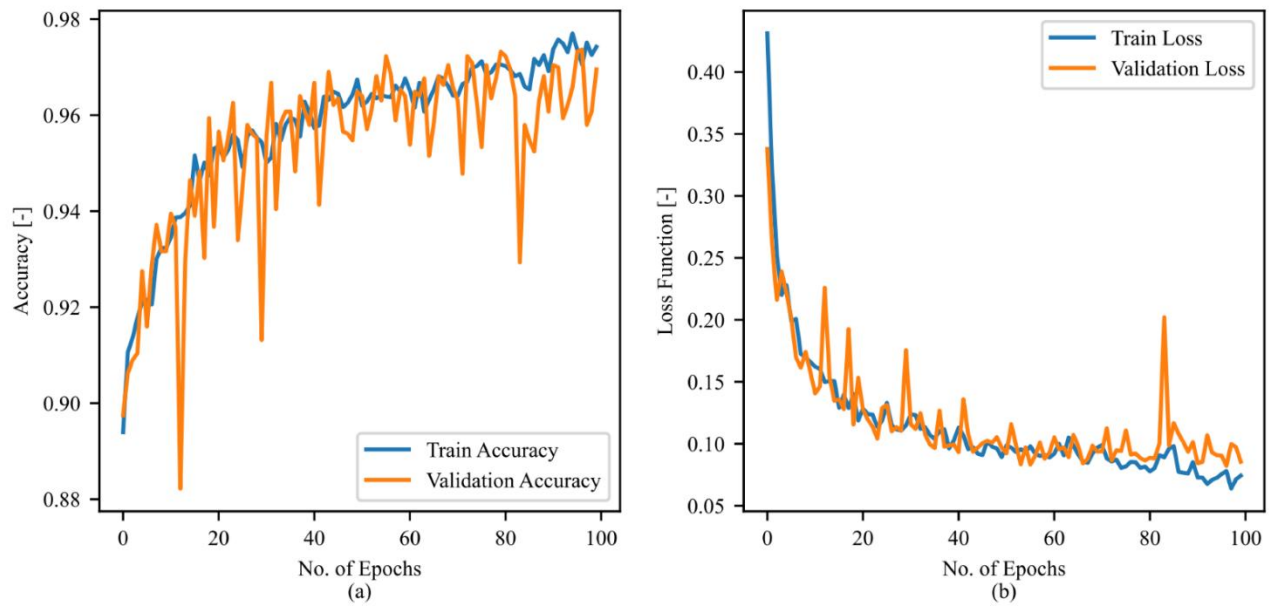 0.98
0.96
0.94
0.92
0.90
0.88
Accuracy [-]
Train Accuracy
Validation Accuracy
0 20 40 60 80 100
No. of Epochs
(a)
0.40
0.35
0.30
0.25
0.20
0.15
0.10
0.05
Loss Function [-]
Train Loss
Validation Loss
0 20 40 60 80 100
No. of Epochs
(b)